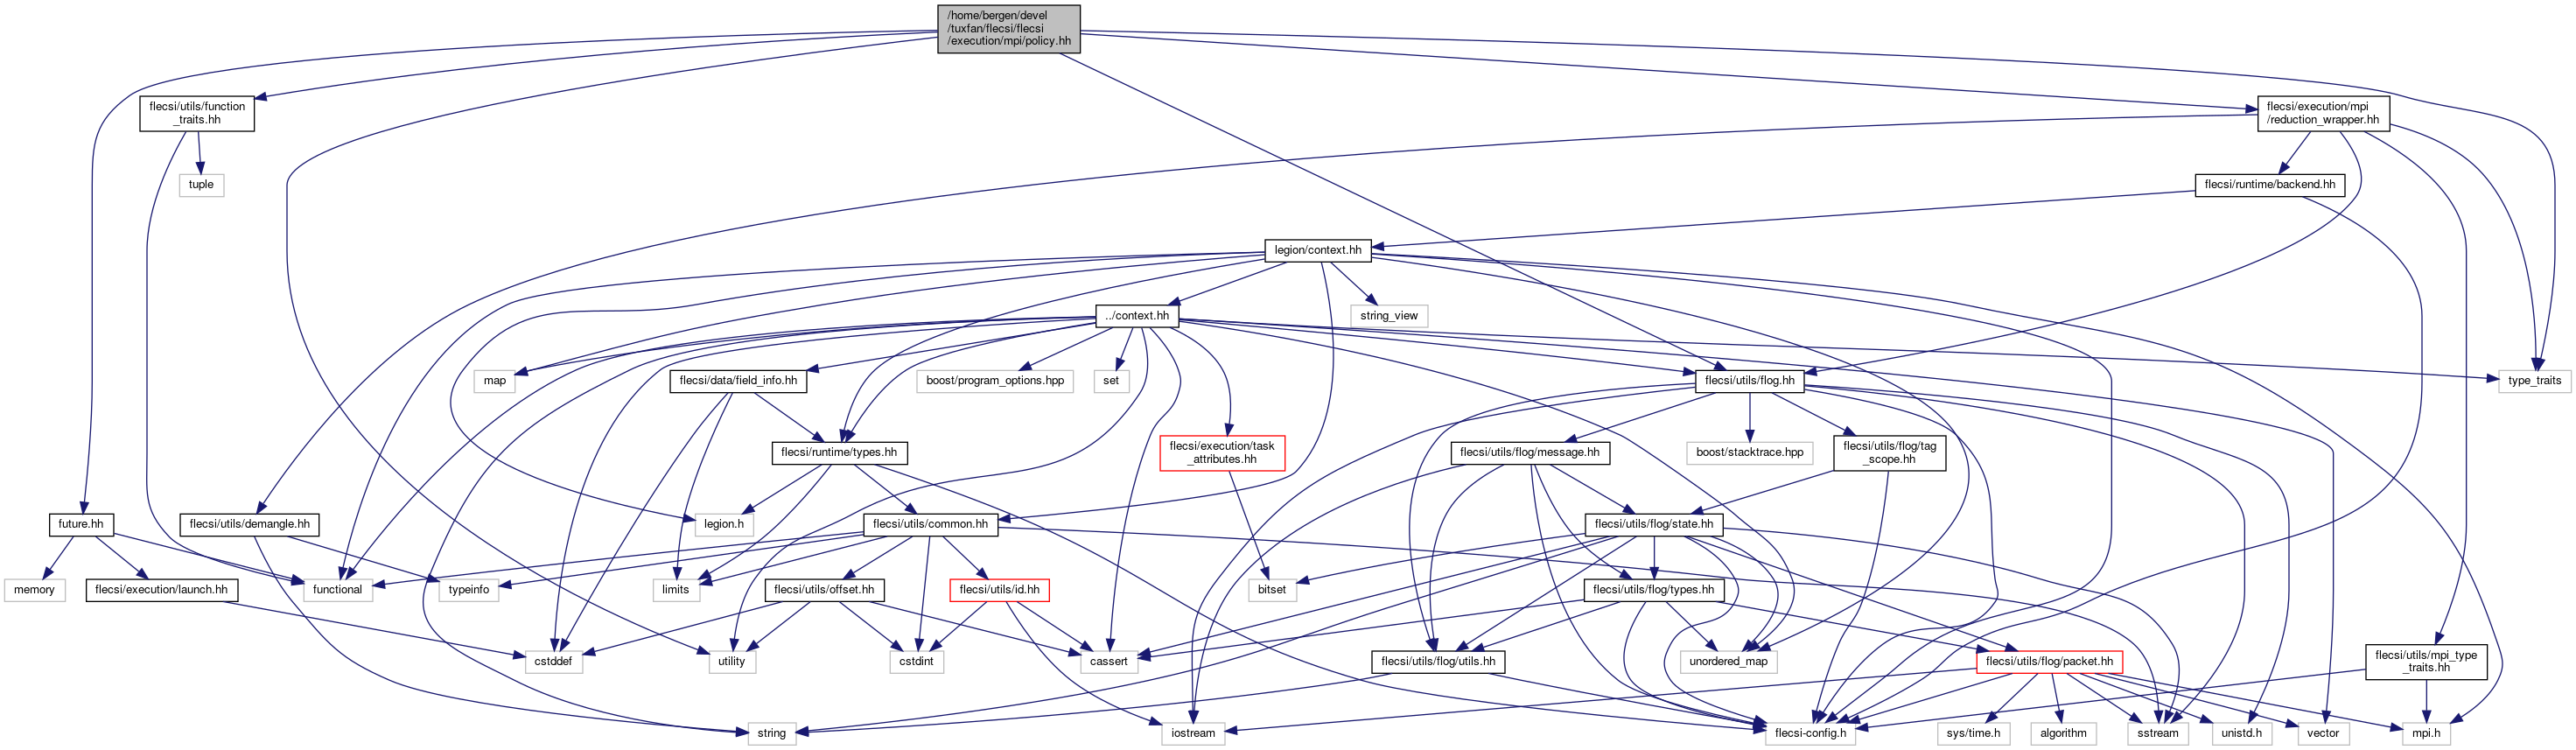 /home/bergen/devel
/tuxfan/flecsi/flecsi
/execution/mpi/policy.hh
flecsi/utils/function
_traits.hh
flecsi/execution/mpi
/reduction_wrapper.hh
tuple
flecsi/runtime/backend.hh
legion/context.hh
../context.hh
string_view
map
flecsi/data/field_info.hh
boost/program_options.hpp
set
flecsi/utils/flog.hh
type_traits
flecsi/runtime/types.hh
flecsi/execution/task
_attributes.hh
flecsi/utils/flog/message.hh
boost/stacktrace.hpp
flecsi/utils/flog/tag
_scope.hh
future.hh
flecsi/utils/demangle.hh
legion.h
flecsi/utils/common.hh
flecsi/utils/flog/state.hh
memory
flecsi/execution/launch.hh
functional
typeinfo
limits
flecsi/utils/offset.hh
flecsi/utils/id.hh
bitset
flecsi/utils/flog/types.hh
cstddef
utility
cstdint
cassert
flecsi/utils/flog/utils.hh
unordered_map
flecsi/utils/flog/packet.hh
flecsi/utils/mpi_type
_traits.hh
string
iostream
flecsi-config.h
sys/time.h
algorithm
sstream
unistd.h
vector
mpi.h